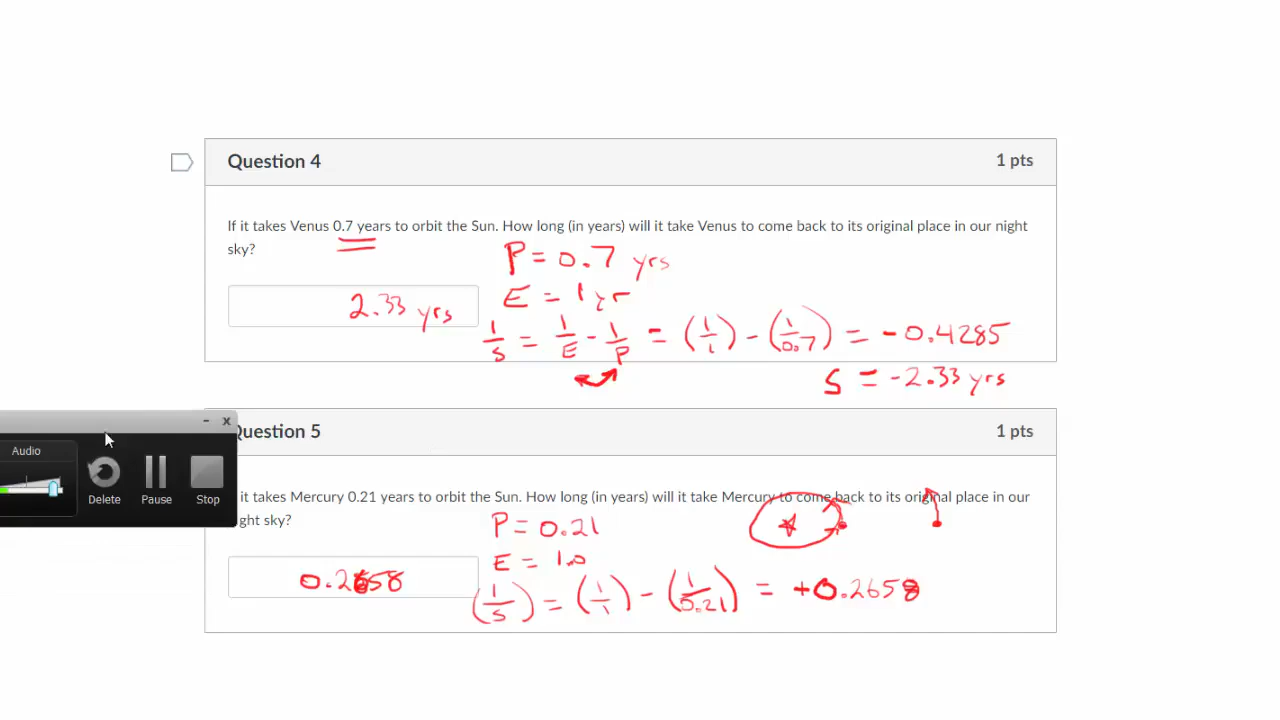 Question 4
1 pts
If it takes Venus 0.7 years to orbit the Sun. How long (in years) will it take Venus to come back to its original place in our night
sky?
P = 0.7 yrs
E = 1 yr
2.33 yrs
1/S = 1/E - 1/P = (1/1) - (1/0.7) = -0.4285
S = -2.33 yrs
Question 5
1 pts
it takes Mercury 0.21 years to orbit the Sun. How long (in years) will it take Mercury to come back to its original place in our
ght sky?
P = 0.21
E = 1.0
0.2658
(1/S) = (1/1) - (1/0.21) = +0.2658
- x
Audio
Delete
Pause
Stop